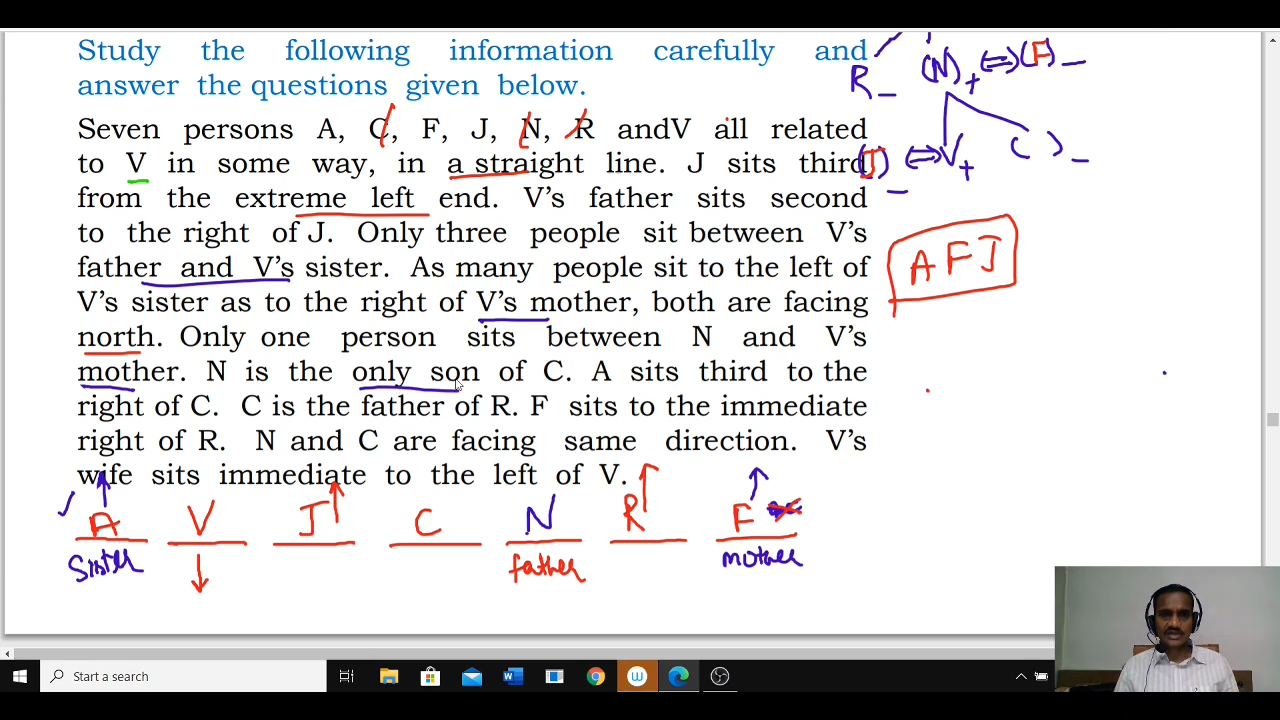 Study the following information carefully and
answer the questions given below.
Seven persons A, C, F, J, N, R andV all related
to V in some way, in a straight line. J sits third
from the extreme left end. V's father sits second
to the right of J. Only three people sit between V's
father and V's sister. As many people sit to the left of
V's sister as to the right of V's mother, both are facing
north. Only one person sits between N and V's
mother. N is the only son of C. A sits third to the
right of C. C is the father of R. F sits to the immediate
right of R. N and C are facing same direction. V's
wife sits immediate to the left of V.
R - (N)+ ⇔ (F) -
(J) - ⇔ V+ ( ) -
A F J
A V J C N R F
Sister father mother
Type here to search
Start a search